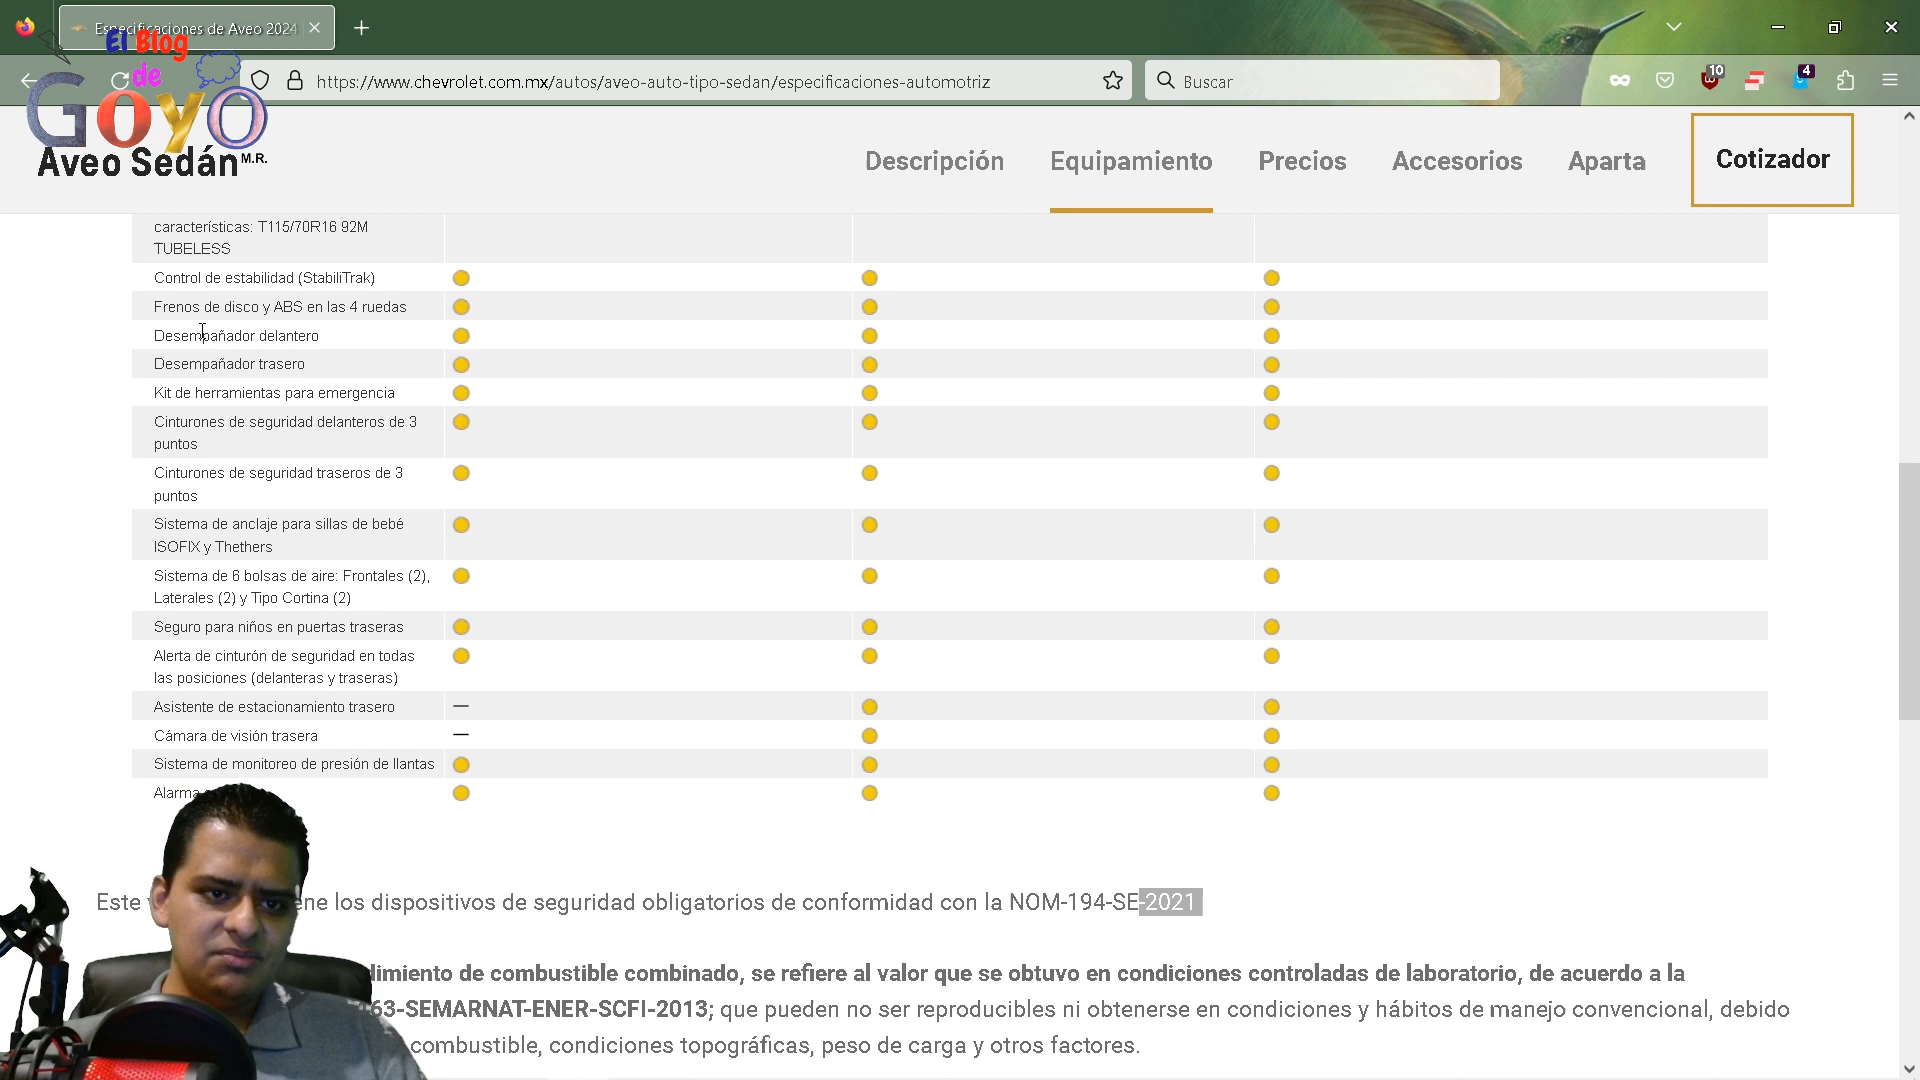 Especificaciones de Aveo 2024
El Blog
de
GOYO
M.R.
https://www.chevrolet.com.mx/autos/aveo-auto-tipo-sedan/especificaciones-automotriz
Buscar
10
4
Aveo Sedán
Descripción
Equipamiento
Precios
Accesorios
Aparta
Cotizador
características: T115/70R16 92M
TUBELESS
Control de estabilidad (StabiliTrak)
Frenos de disco y ABS en las 4 ruedas
Desempañador delantero
Desempañador trasero
Kit de herramientas para emergencia
Cinturones de seguridad delanteros de 3
puntos
Cinturones de seguridad traseros de 3
puntos
Sistema de anclaje para sillas de bebé
ISOFIX y Thethers
Sistema de 6 bolsas de aire: Frontales (2),
Laterales (2) y Tipo Cortina (2)
Seguro para niños en puertas traseras
Alerta de cinturón de seguridad en todas
las posiciones (delanteras y traseras)
Asistente de estacionamiento trasero
Cámara de visión trasera
Sistema de monitoreo de presión de llantas
Alarma
Este ne los dispositivos de seguridad obligatorios de conformidad con la NOM-194-SE-2021
dimiento de combustible combinado, se refiere al valor que se obtuvo en condiciones controladas de laboratorio, de acuerdo a la
63-SEMARNAT-ENER-SCFI-2013; que pueden no ser reproducibles ni obtenerse en condiciones y hábitos de manejo convencional, debido
combustible, condiciones topográficas, peso de carga y otros factores.